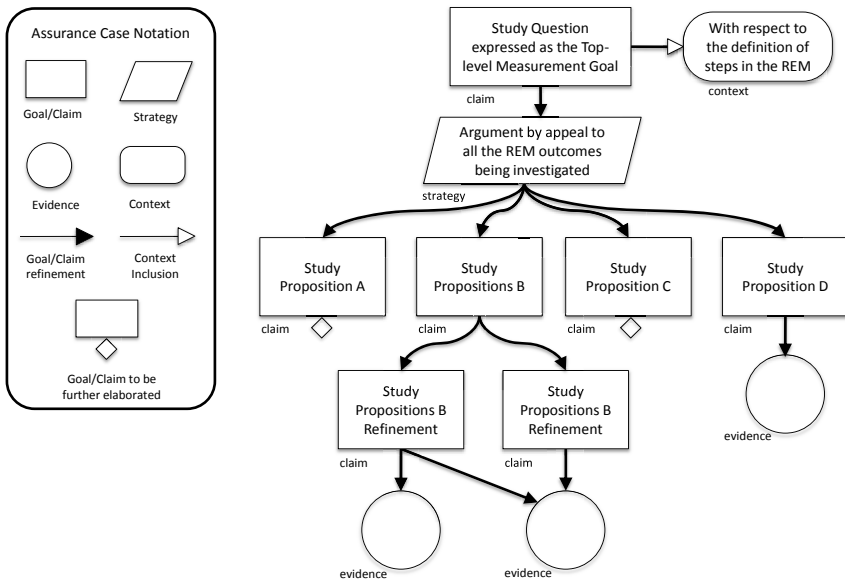 Assurance Case Notation
Goal/Claim
Strategy
Evidence
Context
Goal/Claim
refinement
Context
Inclusion
Goal/Claim to be
further elaborated
Study Question
expressed as the Top-
level Measurement Goal
claim
With respect to
the definition of
steps in the REM
context
Argument by appeal to
all the REM outcomes
being investigated
strategy
Study
Proposition A
claim
Study
Propositions B
claim
Study
Proposition C
claim
Study
Proposition D
claim
Study
Propositions B
Refinement
claim
Study
Propositions B
Refinement
claim
evidence
evidence
evidence